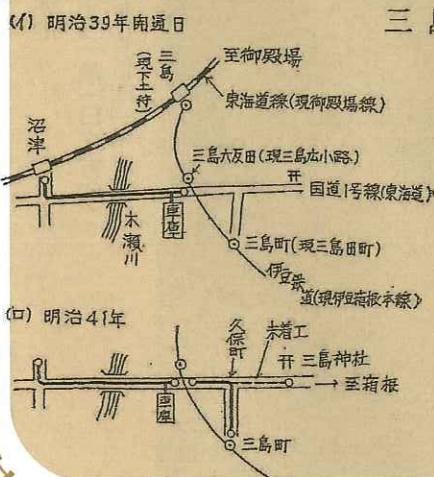 (イ) 明治39年開通日
三島
至御殿場
三島
(現下土狩)
東海道線(現御殿場線)
沼津
三島六反田(現三島広小路)
国道1号線(東海道)
車庫
木瀬川
三島町(現三島田町)
伊豆鉄道(現伊豆箱根本線)
(ロ) 明治41年
久保町
未着工
三島神社
至箱根
車庫
三島町